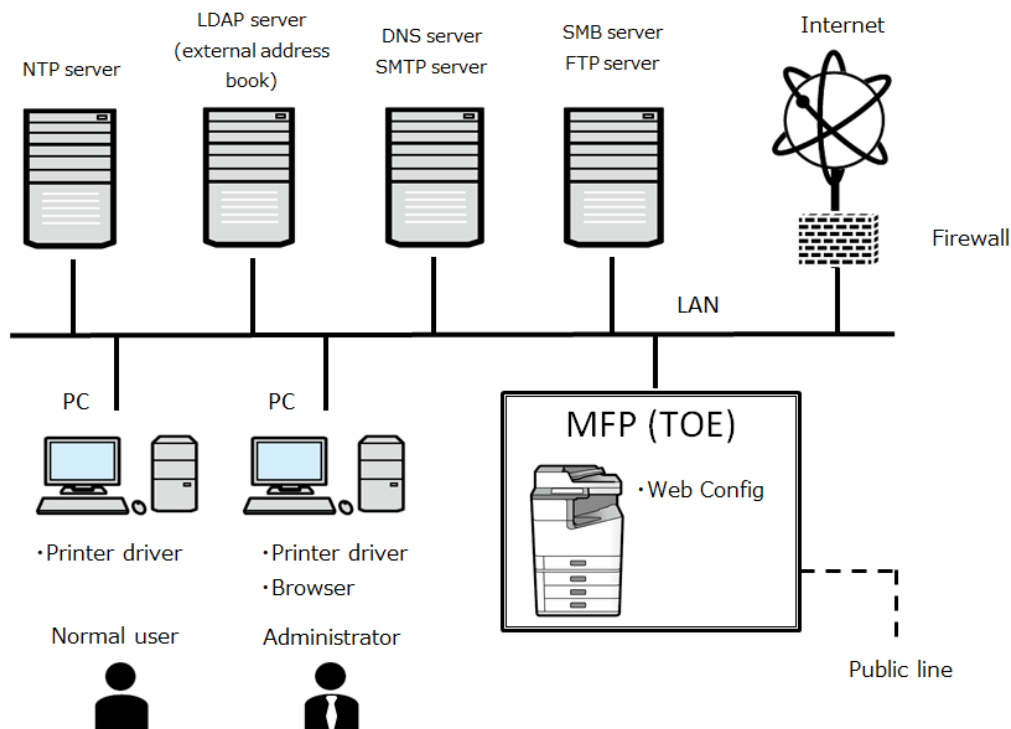 NTP server
LDAP server
(external address
book)
DNS server
SMTP server
SMB server
FTP server
Internet
Firewall
LAN
PC
PC
MFP (TOE)
・Web Config
・Printer driver
・Printer driver
・Browser
Normal user
Administrator
Public line